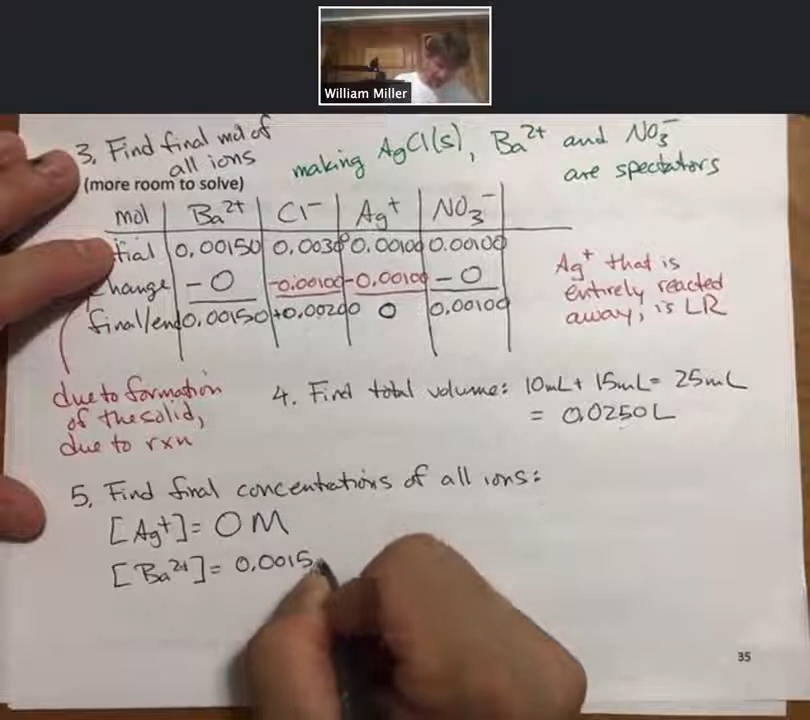 William Miller
3. Find final mol of
all ions
(more room to solve)
making AgCl(s), Ba²⁺ and NO₃⁻
are spectators
mol Ba²⁺ Cl⁻ Ag⁺ NO₃⁻
tial 0.00150 0.00300 0.00100 0.00100
change - 0 -0.00100 -0.00100 - 0
final/end 0.00150 +0.00200 0 0.00100
Ag⁺ that is
entirely reacted
away, is LR
due to formation
of the solid,
due to rxn
4. Find total volume: 10mL + 15mL = 25mL
= 0.0250L
5. Find final concentrations of all ions:
[Ag⁺] = 0 M
[Ba²⁺] = 0.0015
35